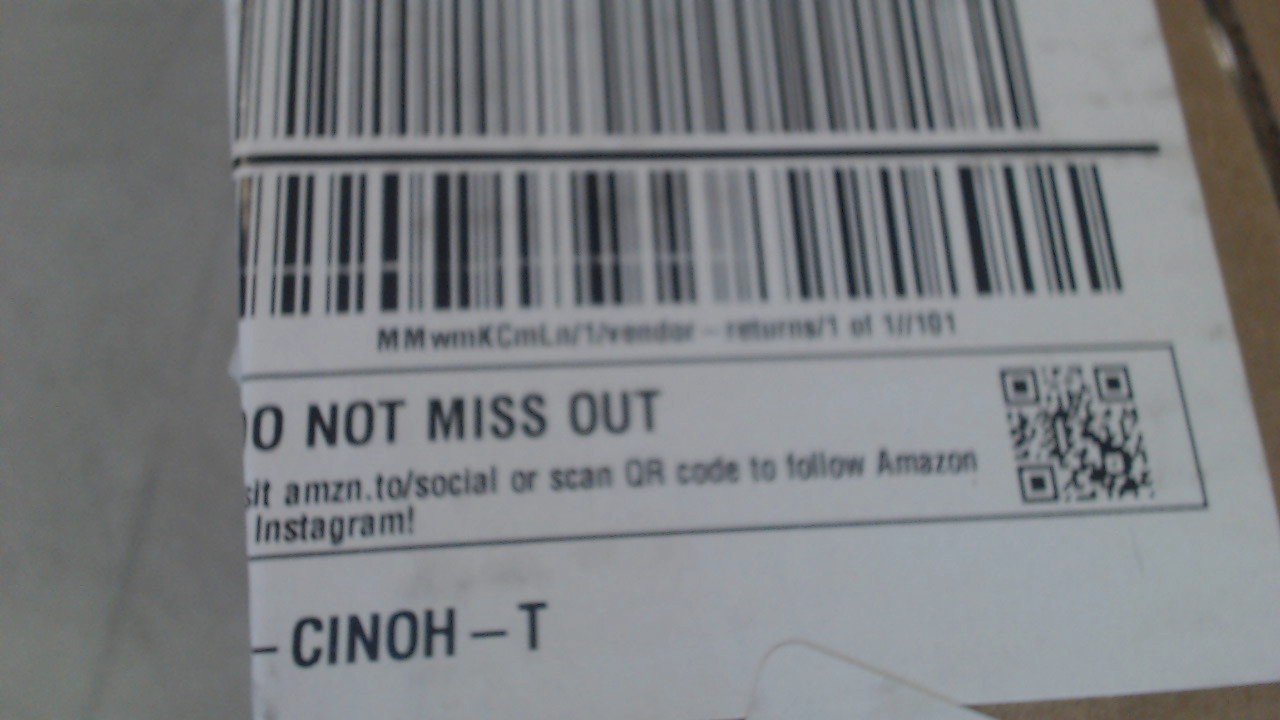 MMwmKCmLn/1/vendor - returns/1 of 1//101
DO NOT MISS OUT
sit amzn.to/social or scan QR code to follow Amazon
Instagram!
- CINOH - T